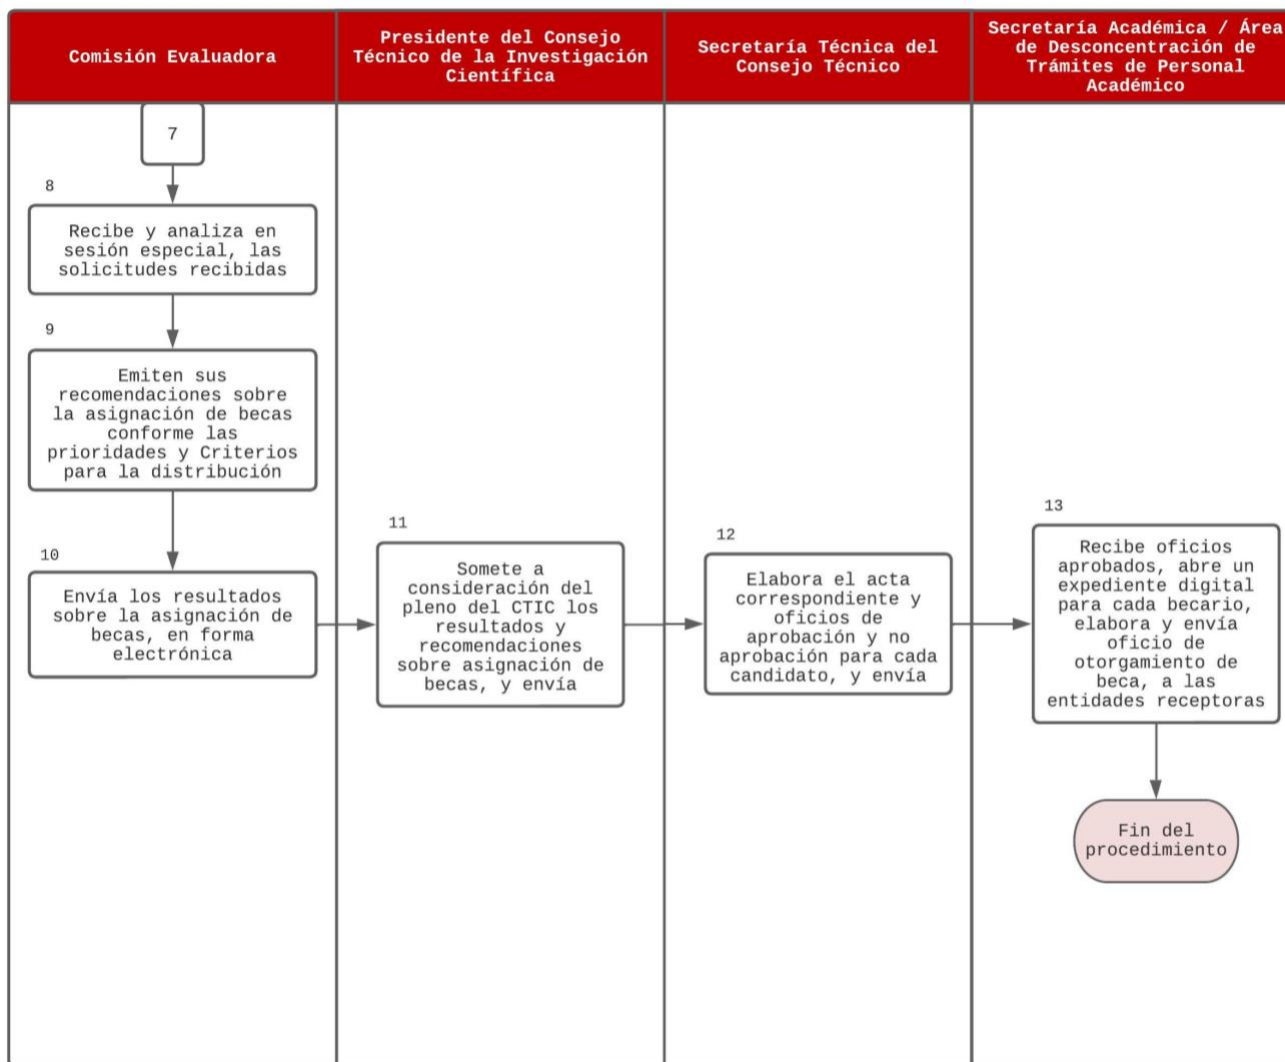 Comisión Evaluadora
Presidente del Consejo
Técnico de la Investigación
Científica
Secretaría Técnica del
Consejo Técnico
Secretaría Académica / Área
de Desconcentración de
Trámites de Personal
Académico
7
8
Recibe y analiza en
sesión especial, las
solicitudes recibidas
9
Emiten sus
recomendaciones sobre
la asignación de becas
conforme las
prioridades y Criterios
para la distribución
10
Envía los resultados
sobre la asignación de
becas, en forma
electrónica
11
Somete a
consideración del
pleno del CTIC los
resultados y
recomendaciones
sobre asignación de
becas, y envía
12
Elabora el acta
correspondiente y
oficios de
aprobación y no
aprobación para cada
candidato, y envía
13
Recibe oficios
aprobados, abre un
expediente digital
para cada becario,
elabora y envía
oficio de
otorgamiento de
beca, a las
entidades receptoras
Fin del
procedimiento